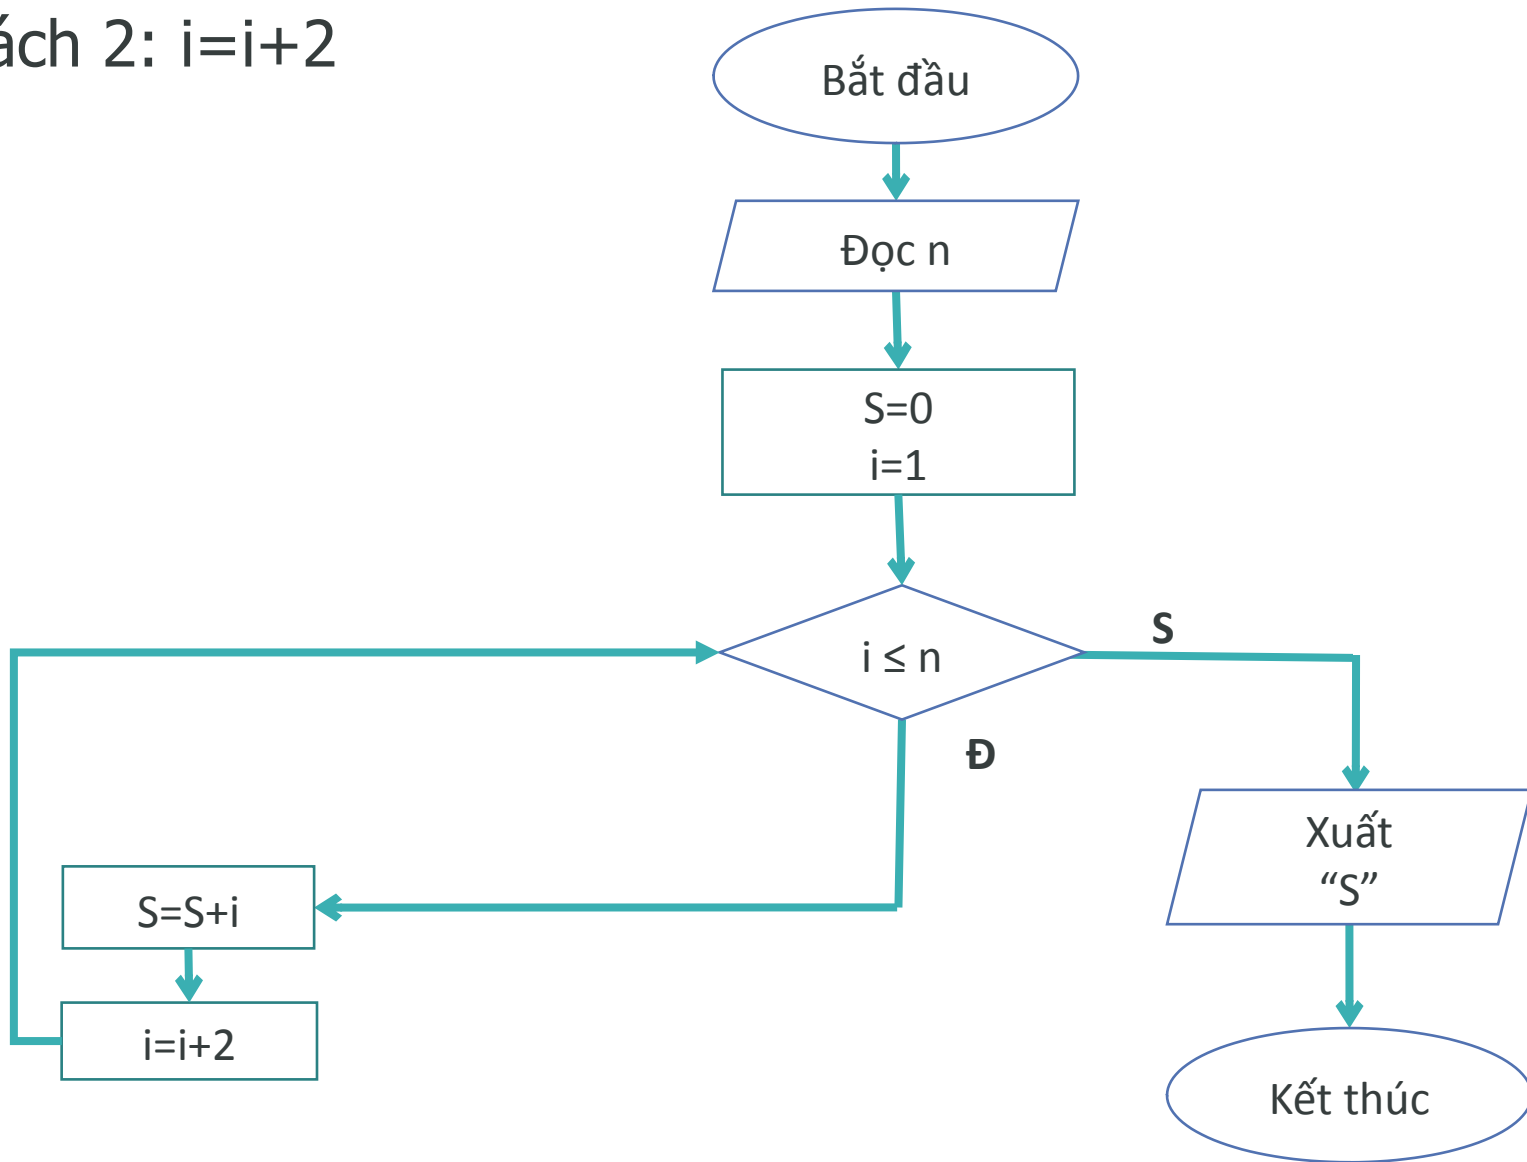 ách 2: i=i+2
Bắt đầu
Đọc n
S=0
i=1
i ≤ n
S
Đ
Xuất
“S”
S=S+i
i=i+2
Kết thúc